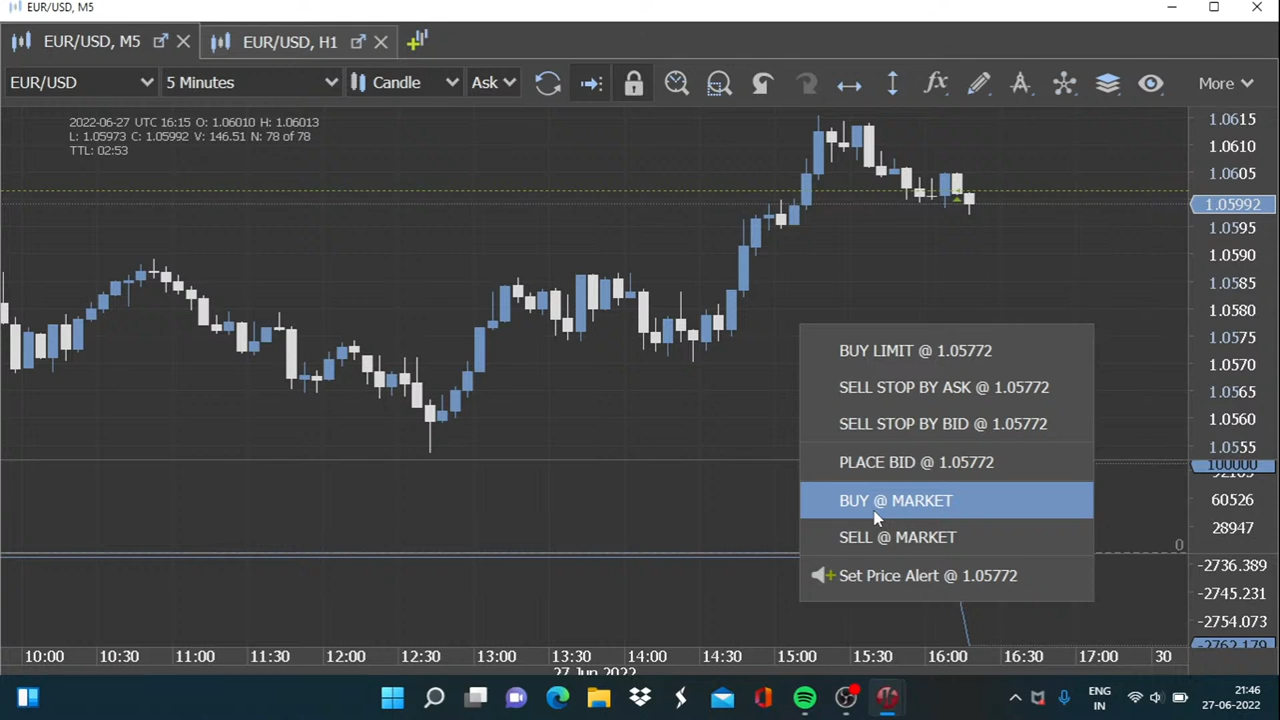 EUR/USD, M5
EUR/USD, M5
EUR/USD, H1
EUR/USD
5 Minutes
Candle
Ask
More
2022-06-27 UTC 16:15 O: 1.06010 H: 1.06013
L: 1.05973 C: 1.05992 V: 146.51 N: 78 of 78
TTL: 02:53
1.0615
1.0610
1.0605
1.05992
1.0595
1.0590
1.0585
1.0580
1.0575
1.0570
1.0565
1.0560
1.0555
100000
60526
28947
0
-2736.389
-2745.231
-2754.073
-2762.179
BUY LIMIT @ 1.05772
SELL STOP BY ASK @ 1.05772
SELL STOP BY BID @ 1.05772
PLACE BID @ 1.05772
BUY @ MARKET
SELL @ MARKET
Set Price Alert @ 1.05772
10:00 10:30 11:00 11:30 12:00 12:30 13:00 13:30 14:00 14:30 15:00 15:30 16:00 16:30 17:00 30
27 Jun 2022
ENG
IN
21:46
27-06-2022